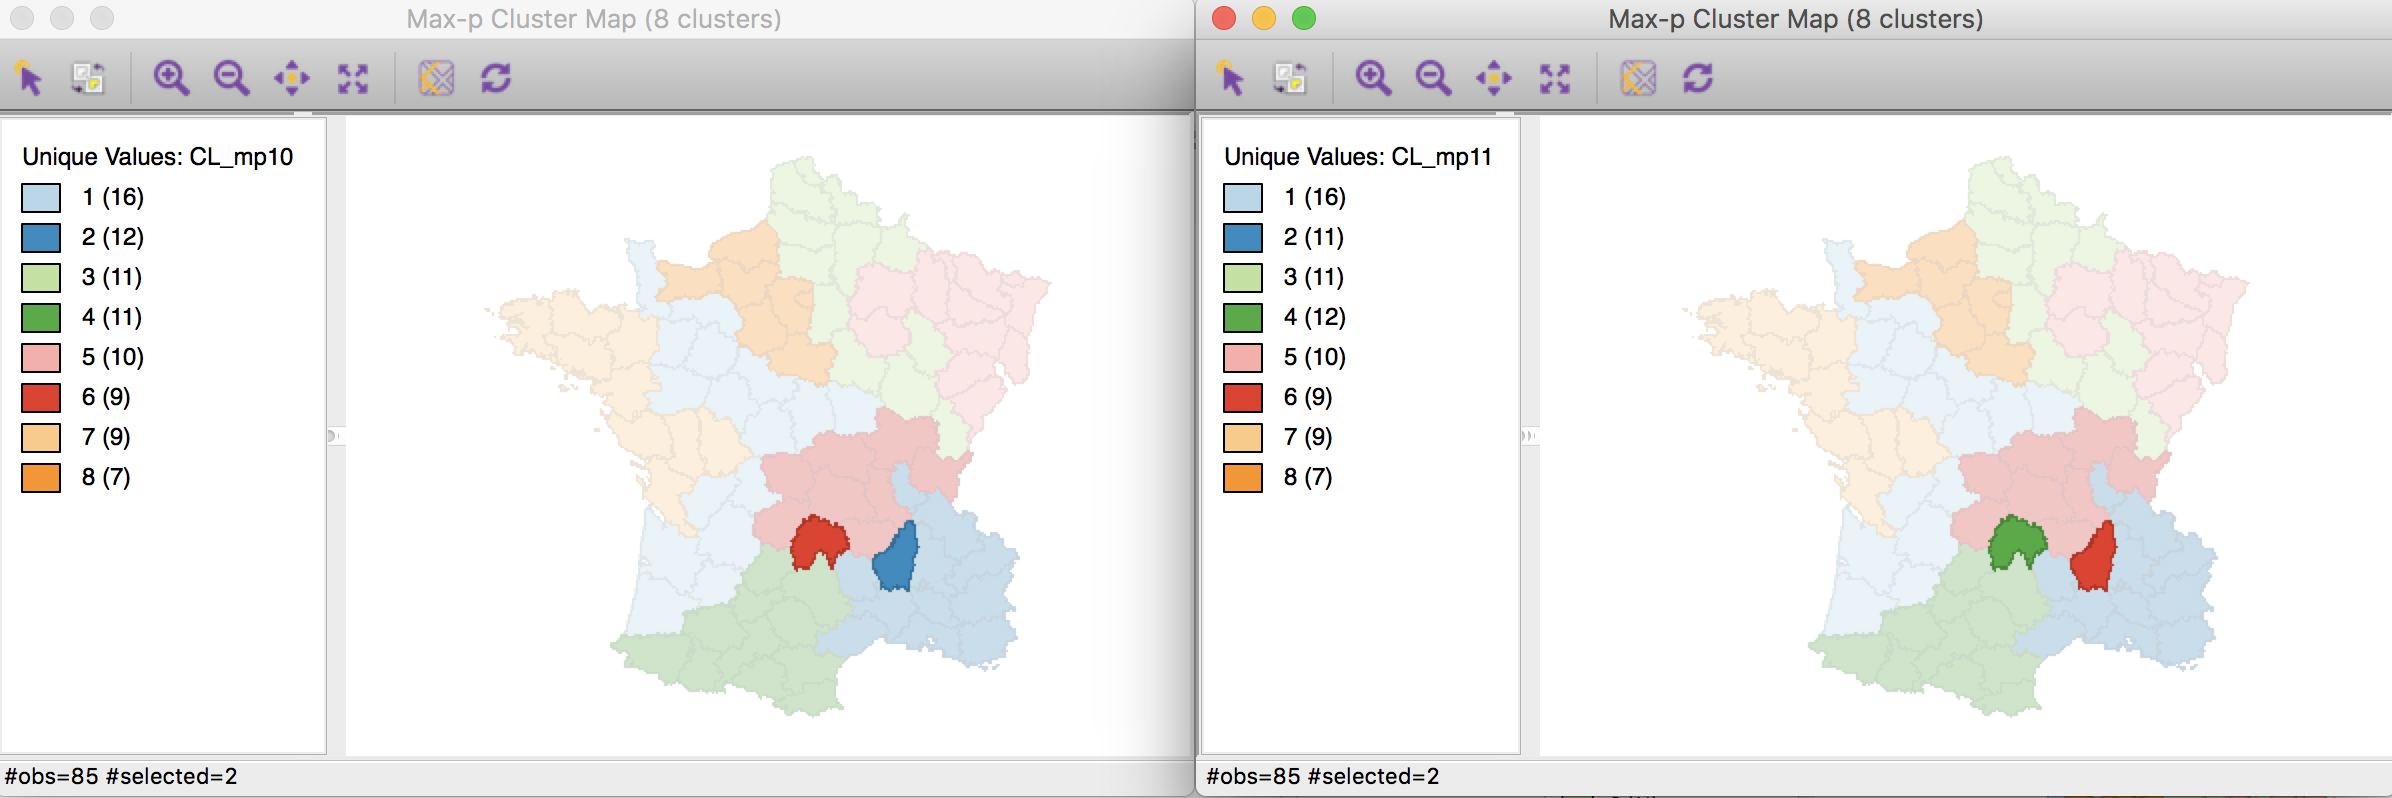 Max-p Cluster Map (8 clusters)
Unique Values: CL_mp10
1 (16)
2 (12)
3 (11)
4 (11)
5 (10)
6 (9)
7 (9)
8 (7)
#obs=85 #selected=2
Max-p Cluster Map (8 clusters)
Unique Values: CL_mp11
1 (16)
2 (11)
3 (11)
4 (12)
5 (10)
6 (9)
7 (9)
8 (7)
#obs=85 #selected=2